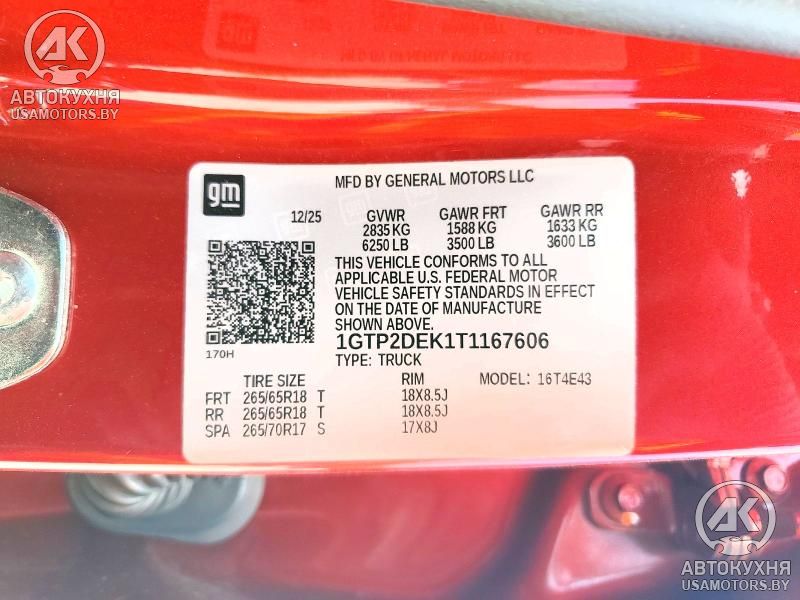 AK
АВТОКУХНЯ
USAMOTORS.BY
gm
MFD BY GENERAL MOTORS LLC
12/25 GVWR GAWR FRT GAWR RR
2835 KG 1588 KG 1633 KG
6250 LB 3500 LB 3600 LB
THIS VEHICLE CONFORMS TO ALL
APPLICABLE U.S. FEDERAL MOTOR
VEHICLE SAFETY STANDARDS IN EFFECT
ON THE DATE OF MANUFACTURE
SHOWN ABOVE.
170H
1GTP2DEK1T1167606
TYPE: TRUCK
TIRE SIZE RIM MODEL: 16T4E43
FRT 265/65R18 T 18X8.5J
RR 265/65R18 T 18X8.5J
SPA 265/70R17 S 17X8J
AK
АВТОКУХНЯ
USAMOTORS.BY